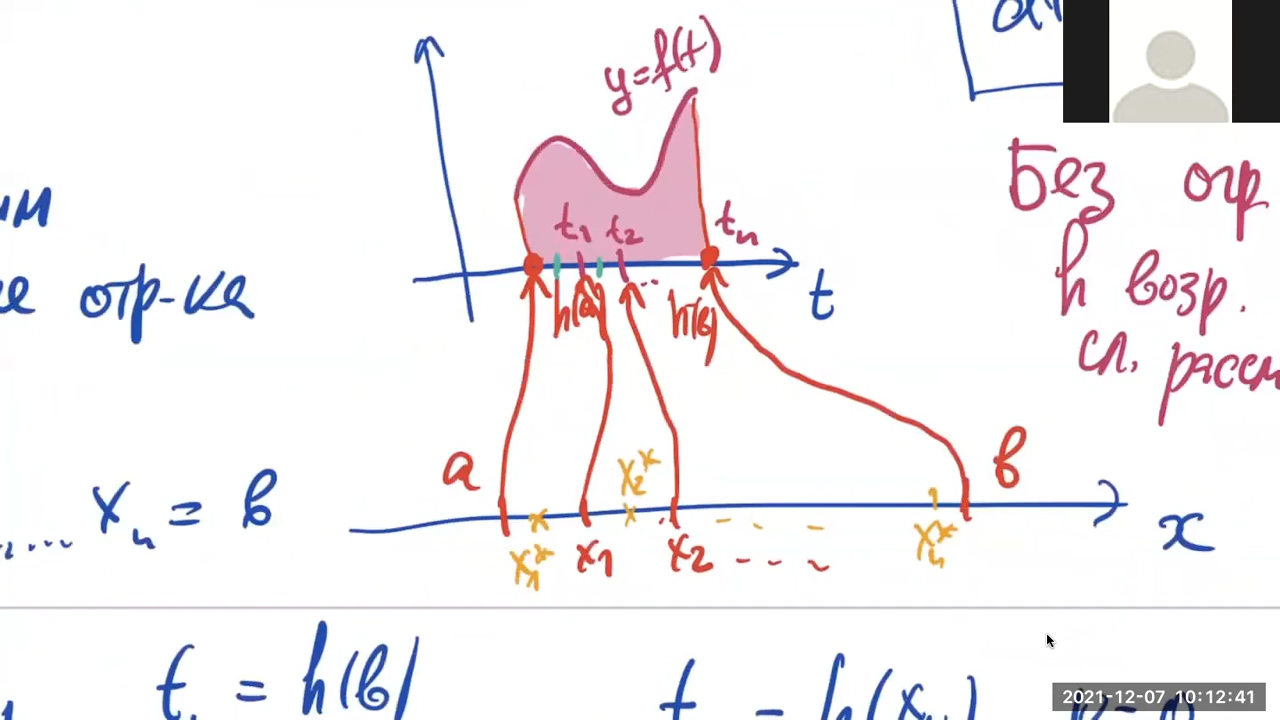 y=f(t)
Без огр
им
t₁ t₂ tₙ
h возр.
е отр-ка
h(a) h(в) t
сл. рассм
a в
x₂*
xₙ = в
x
x₁* x₁ x₂ xₙ*
t = h(в)
t = h(xₙ)
2021-12-07 10:12:41